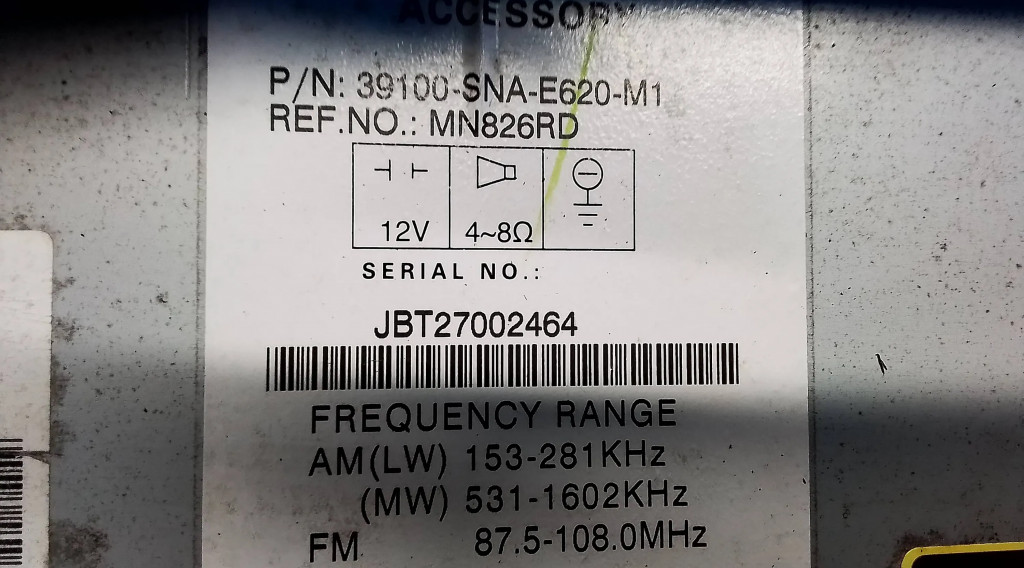 ACCESSORY
P/N: 39100-SNA-E620-M1
REF.NO.: MN826RD
12V 4~8Ω
SERIAL NO.:
JBT27002464
FREQUENCY RANGE
AM(LW) 153-281KHz
(MW) 531-1602KHz
FM 87.5-108.0MHz